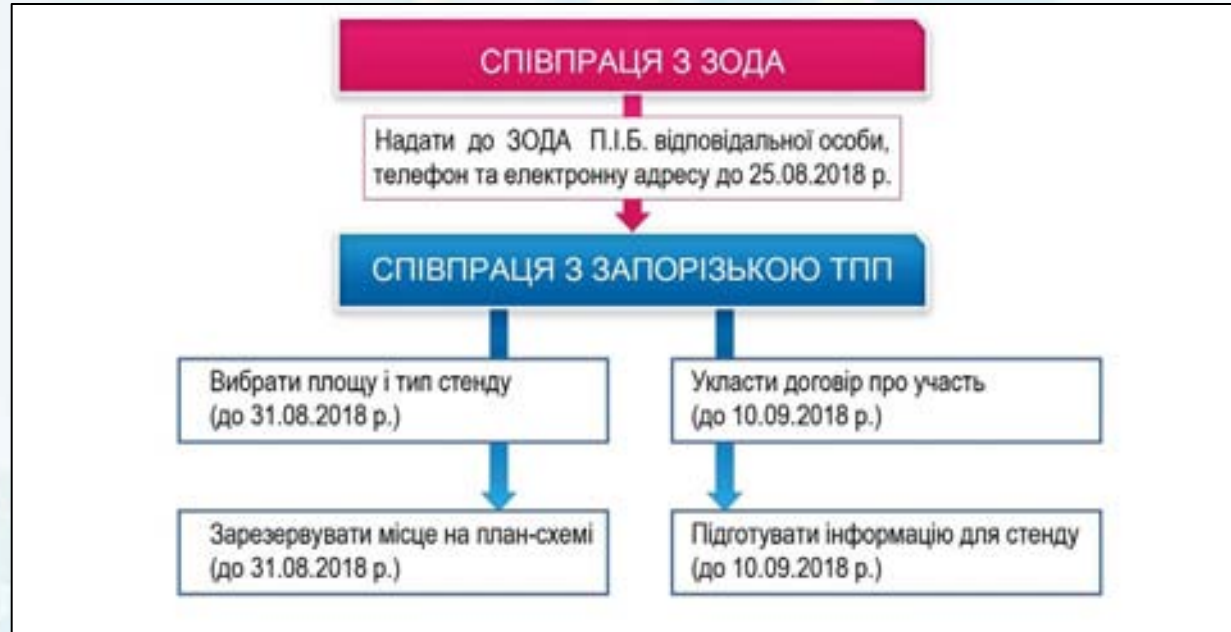 СПІВПРАЦЯ З ЗОДА
Надати до ЗОДА П.І.Б. відповідальної особи,
телефон та електронну адресу до 25.08.2018 р.
СПІВПРАЦЯ З ЗАПОРІЗЬКОЮ ТПП
Вибрати площу і тип стенду
(до 31.08.2018 р.)
Укласти договір про участь
(до 10.09.2018 р.)
Зарезервувати місце на план-схемі
(до 31.08.2018 р.)
Підготувати інформацію для стенду
(до 10.09.2018 р.)